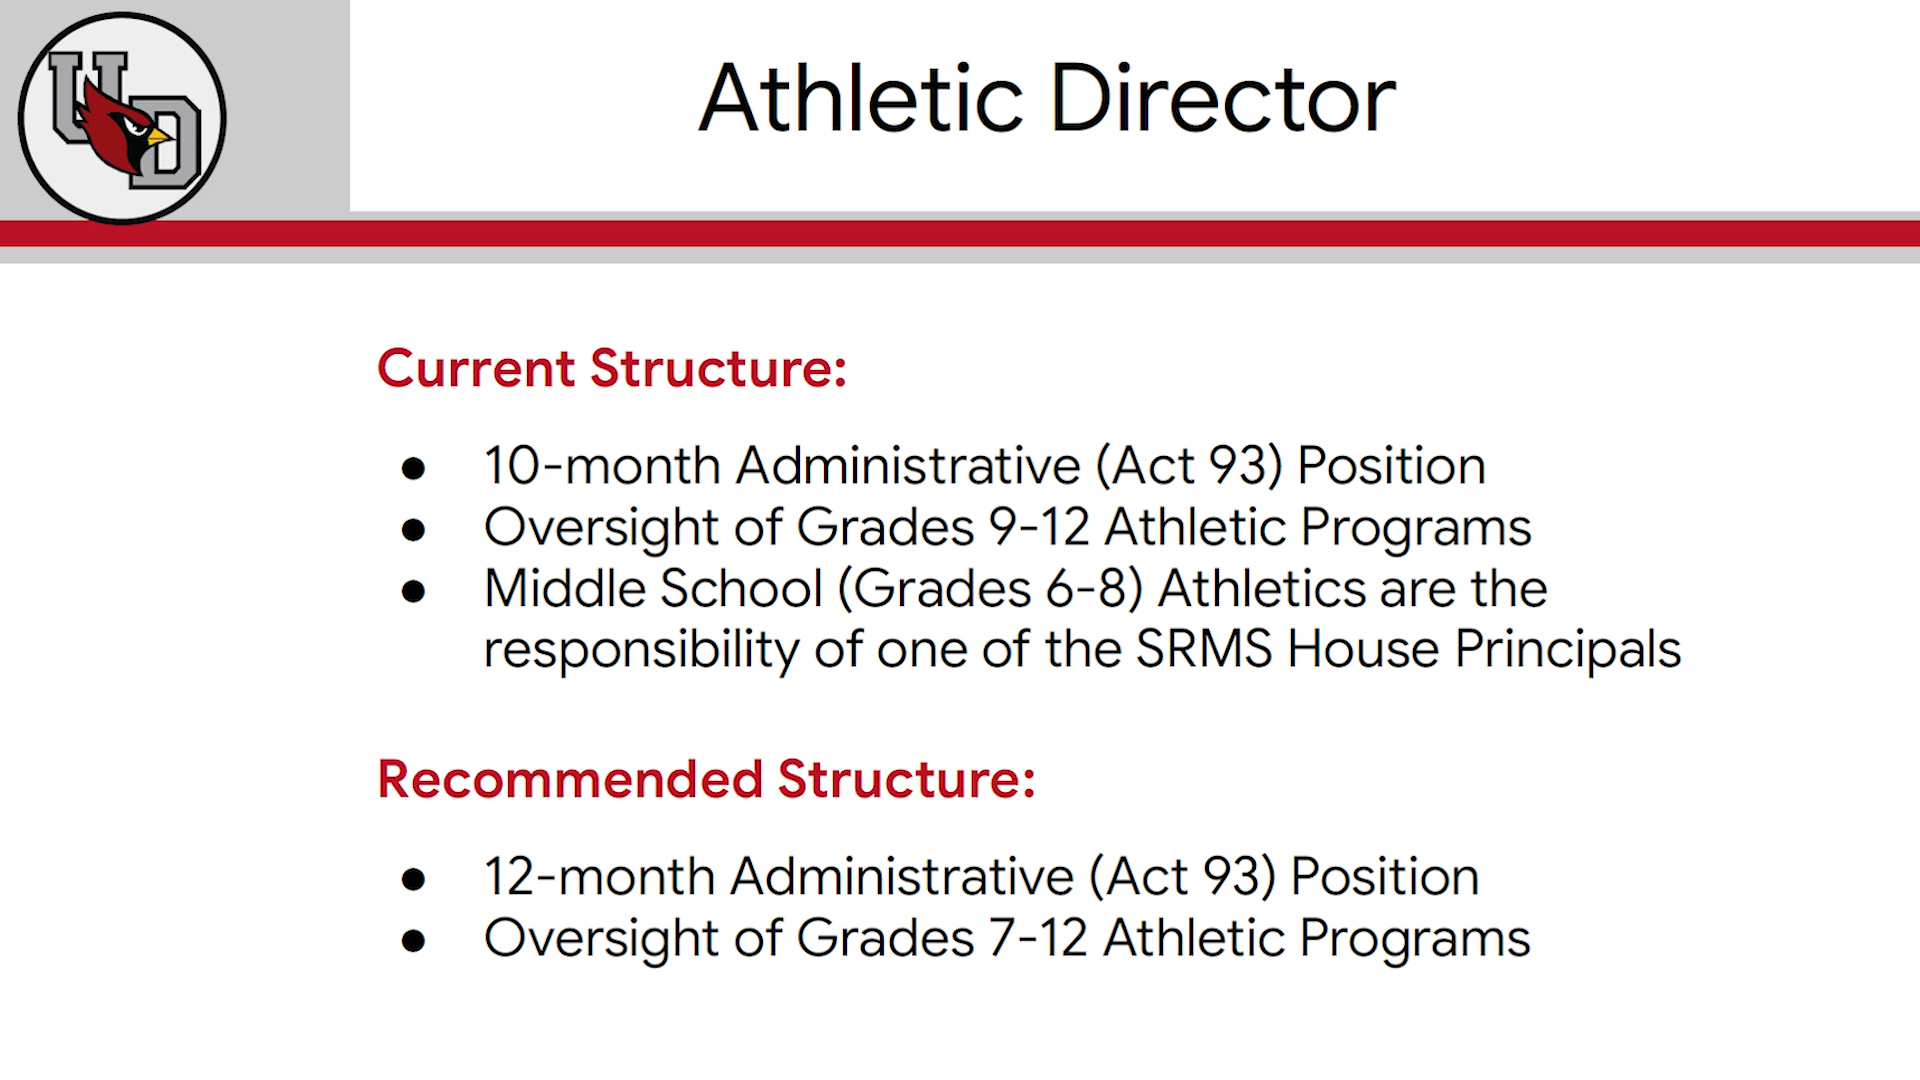 UD
Athletic Director
Current Structure:
● 10-month Administrative (Act 93) Position
● Oversight of Grades 9-12 Athletic Programs
● Middle School (Grades 6-8) Athletics are the
responsibility of one of the SRMS House Principals
Recommended Structure:
● 12-month Administrative (Act 93) Position
● Oversight of Grades 7-12 Athletic Programs